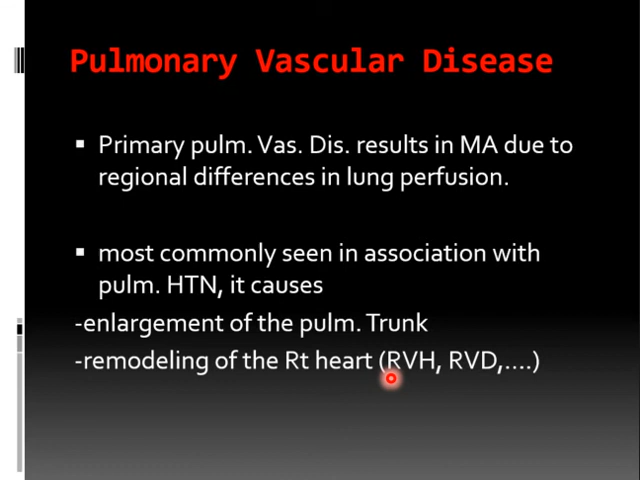 Pulmonary Vascular Disease
▪ Primary pulm. Vas. Dis. results in MA due to
regional differences in lung perfusion.
▪ most commonly seen in association with
pulm. HTN, it causes
-enlargement of the pulm. Trunk
-remodeling of the Rt heart (RVH, RVD,....)